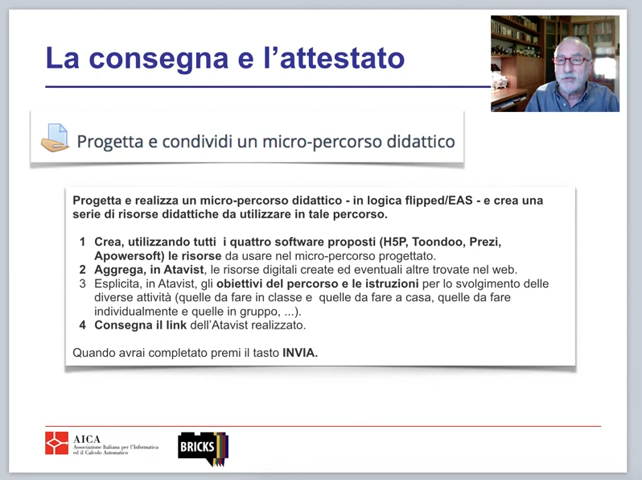 La consegna e l'attestato
Progetta e condividi un micro-percorso didattico
Progetta e realizza un micro-percorso didattico - in logica flipped/EAS - e crea una
serie di risorse didattiche da utilizzare in tale percorso.
1 Crea, utilizzando tutti i quattro software proposti (H5P, Toondoo, Prezi,
Apowersoft) le risorse da usare nel micro-percorso progettato.
2 Aggrega, in Atavist, le risorse digitali create ed eventuali altre trovate nel web.
3 Esplicita, in Atavist, gli obiettivi del percorso e le istruzioni per lo svolgimento delle
diverse attività (quelle da fare in classe e quelle da fare a casa, quelle da fare
individualmente e quelle in gruppo, ...).
4 Consegna il link dell'Atavist realizzato.
Quando avrai completato premi il tasto INVIA.
AICA
Associazione Italiana per l'Informatica
ed il Calcolo Automatico
BRICKS